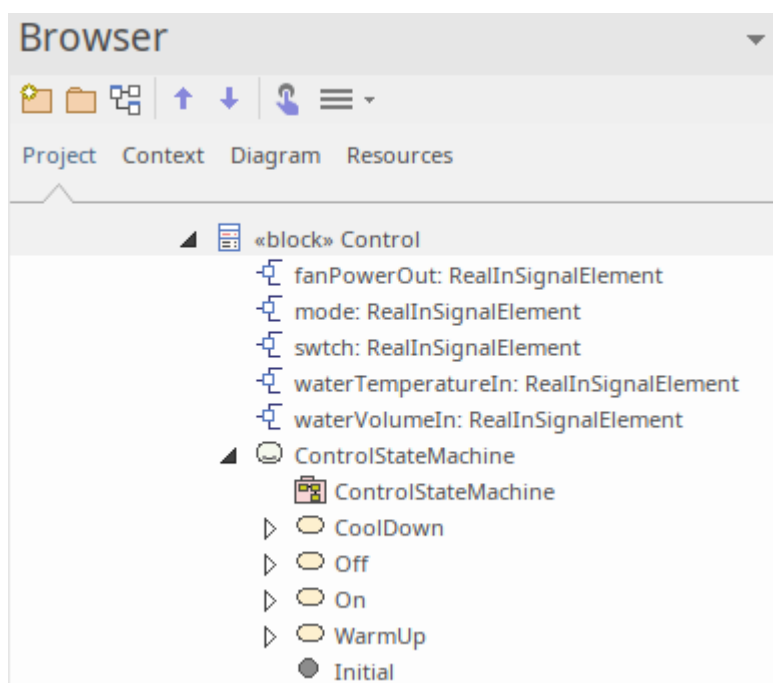 Browser
Project Context Diagram Resources
«block» Control
fanPowerOut: RealInSignalElement
mode: RealInSignalElement
swtch: RealInSignalElement
waterTemperatureIn: RealInSignalElement
waterVolumeIn: RealInSignalElement
ControlStateMachine
ControlStateMachine
CoolDown
Off
On
WarmUp
Initial